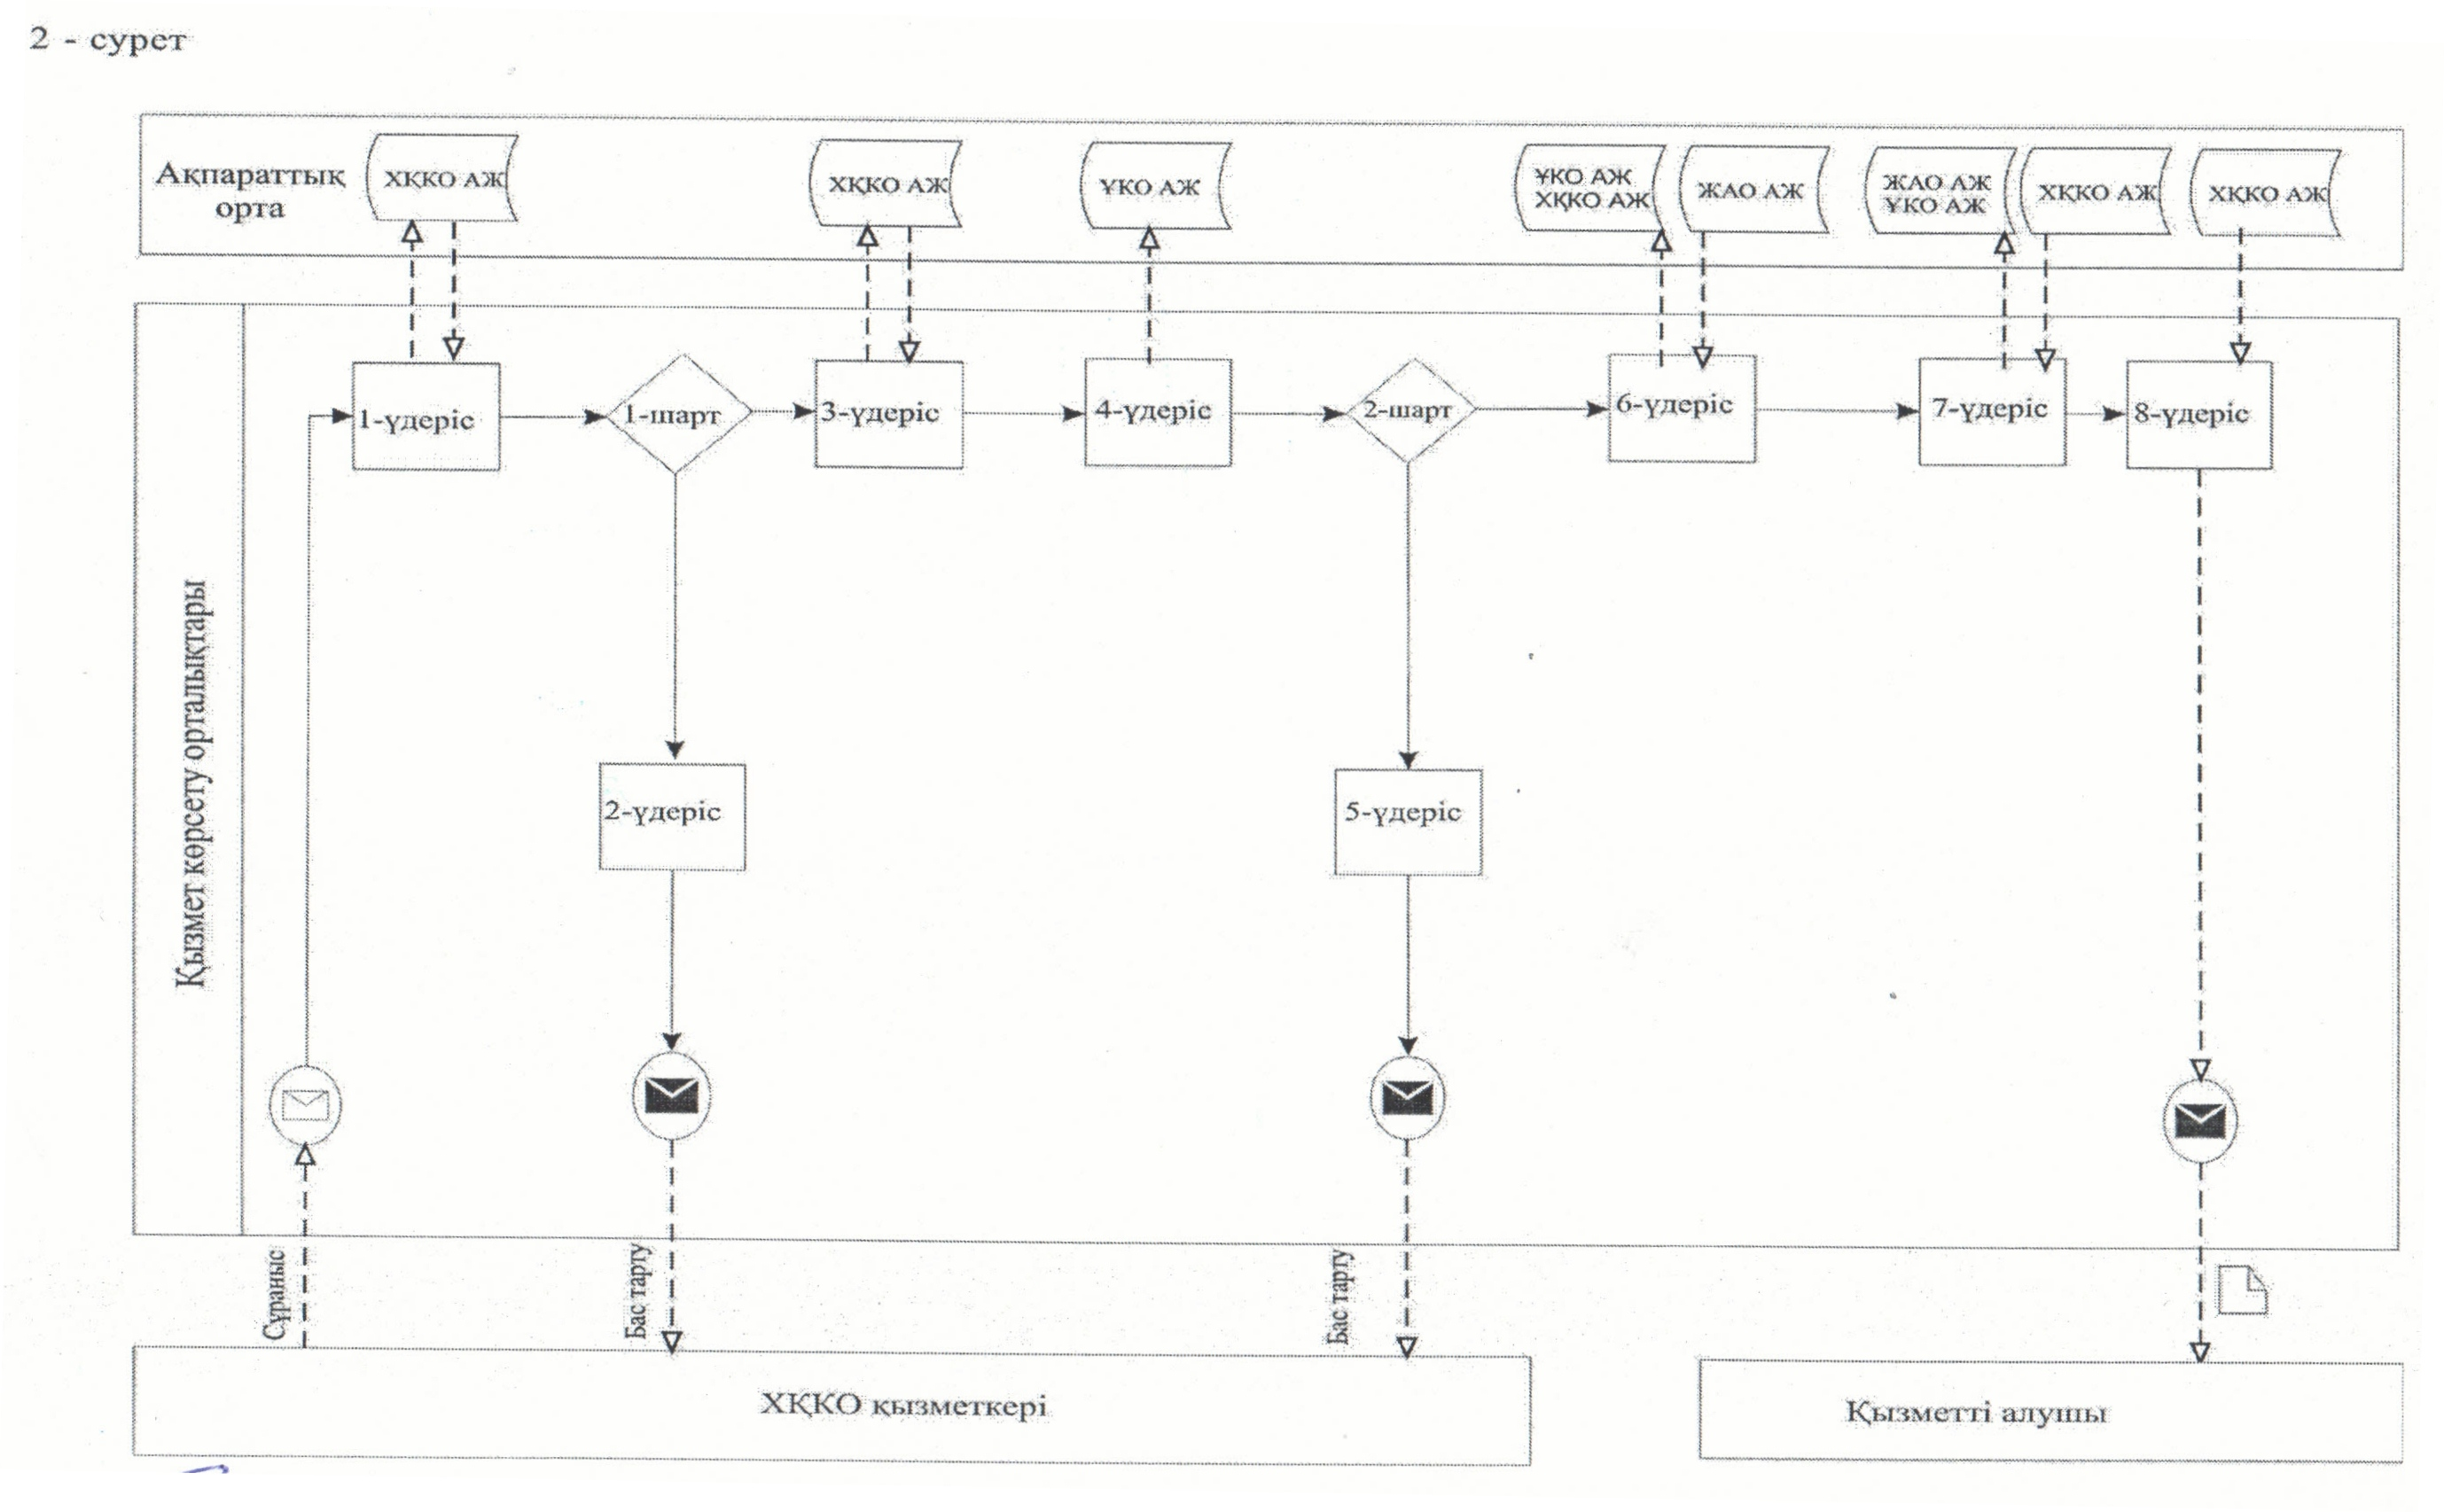 2 - сурет
Ақпараттық
орта
ХҚКО АЖ
ХҚКО АЖ
ҰКО АЖ
ҰКО АЖ
ХҚКО АЖ
ЖАО АЖ
ЖАО АЖ
ҰКО АЖ
ХҚКО АЖ
ХҚКО АЖ
Қызмет көрсету орталықтары
1-үдеріс
1-шарт
3-үдеріс
4-үдеріс
2-шарт
6-үдеріс
7-үдеріс
8-үдеріс
2-үдеріс
5-үдеріс
Сұраныс
Бас тарту
Бас тарту
ХҚКО қызметкері
Қызметті алушы